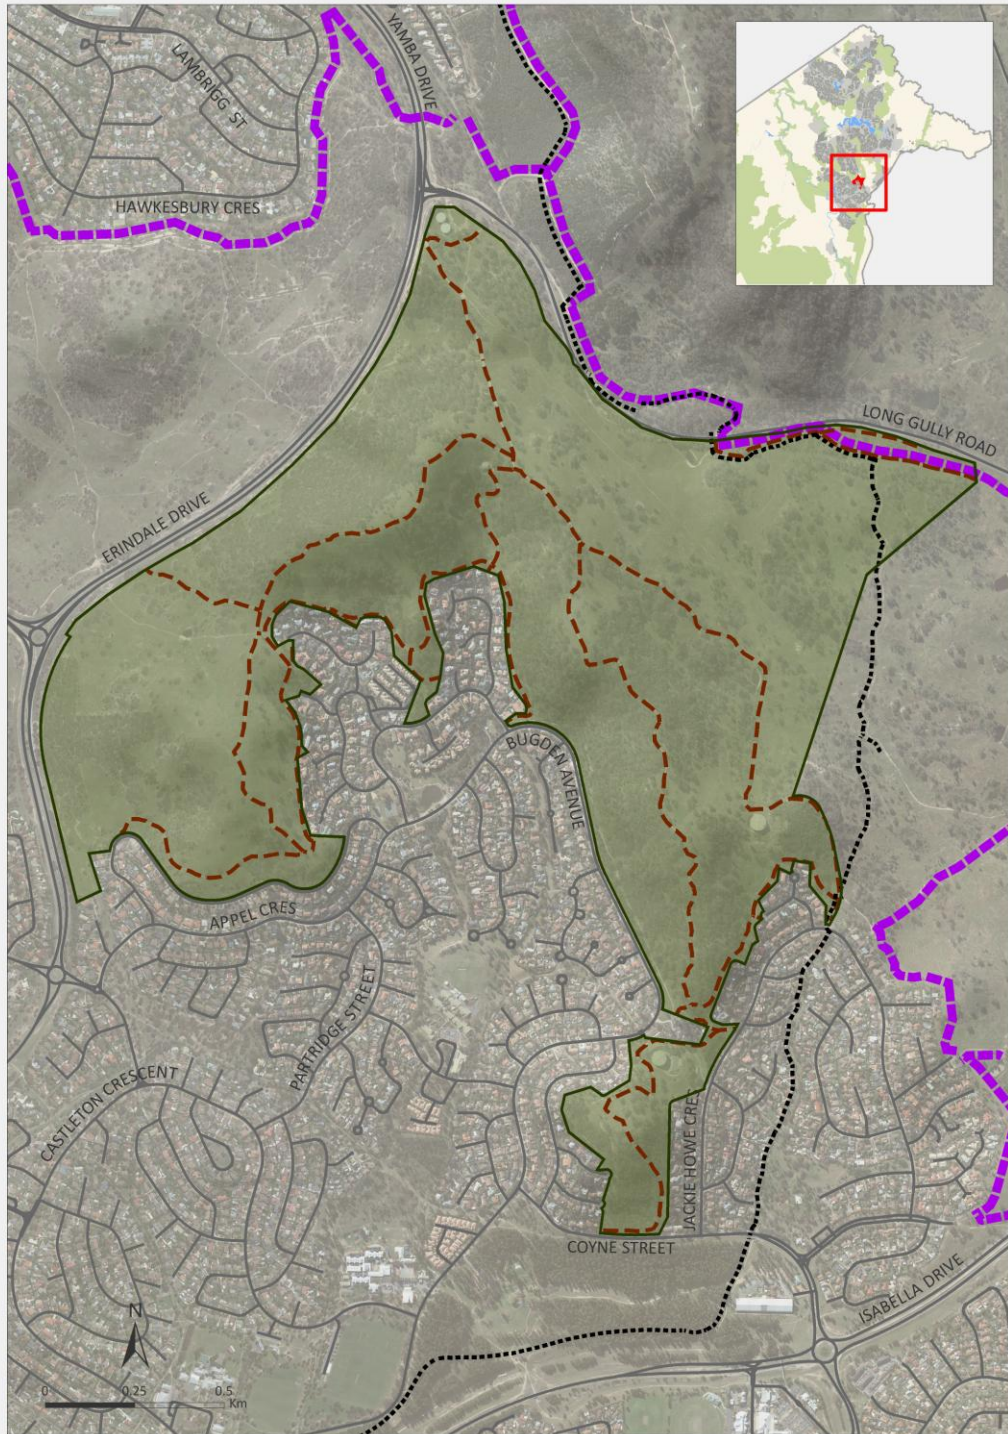 YAMBA DRIVE
LAMBRIGG ST
HAWKESBURY CRES
LONG GULLY ROAD
ERINDALE DRIVE
BUGDEN AVENUE
APPEL CRES
PARTRIDGE STREET
CASTLETON CRESCENT
JACKIE HOWE CRES
COYNE STREET
ISABELLA DRIVE
N
0 0.25 0.5
Km